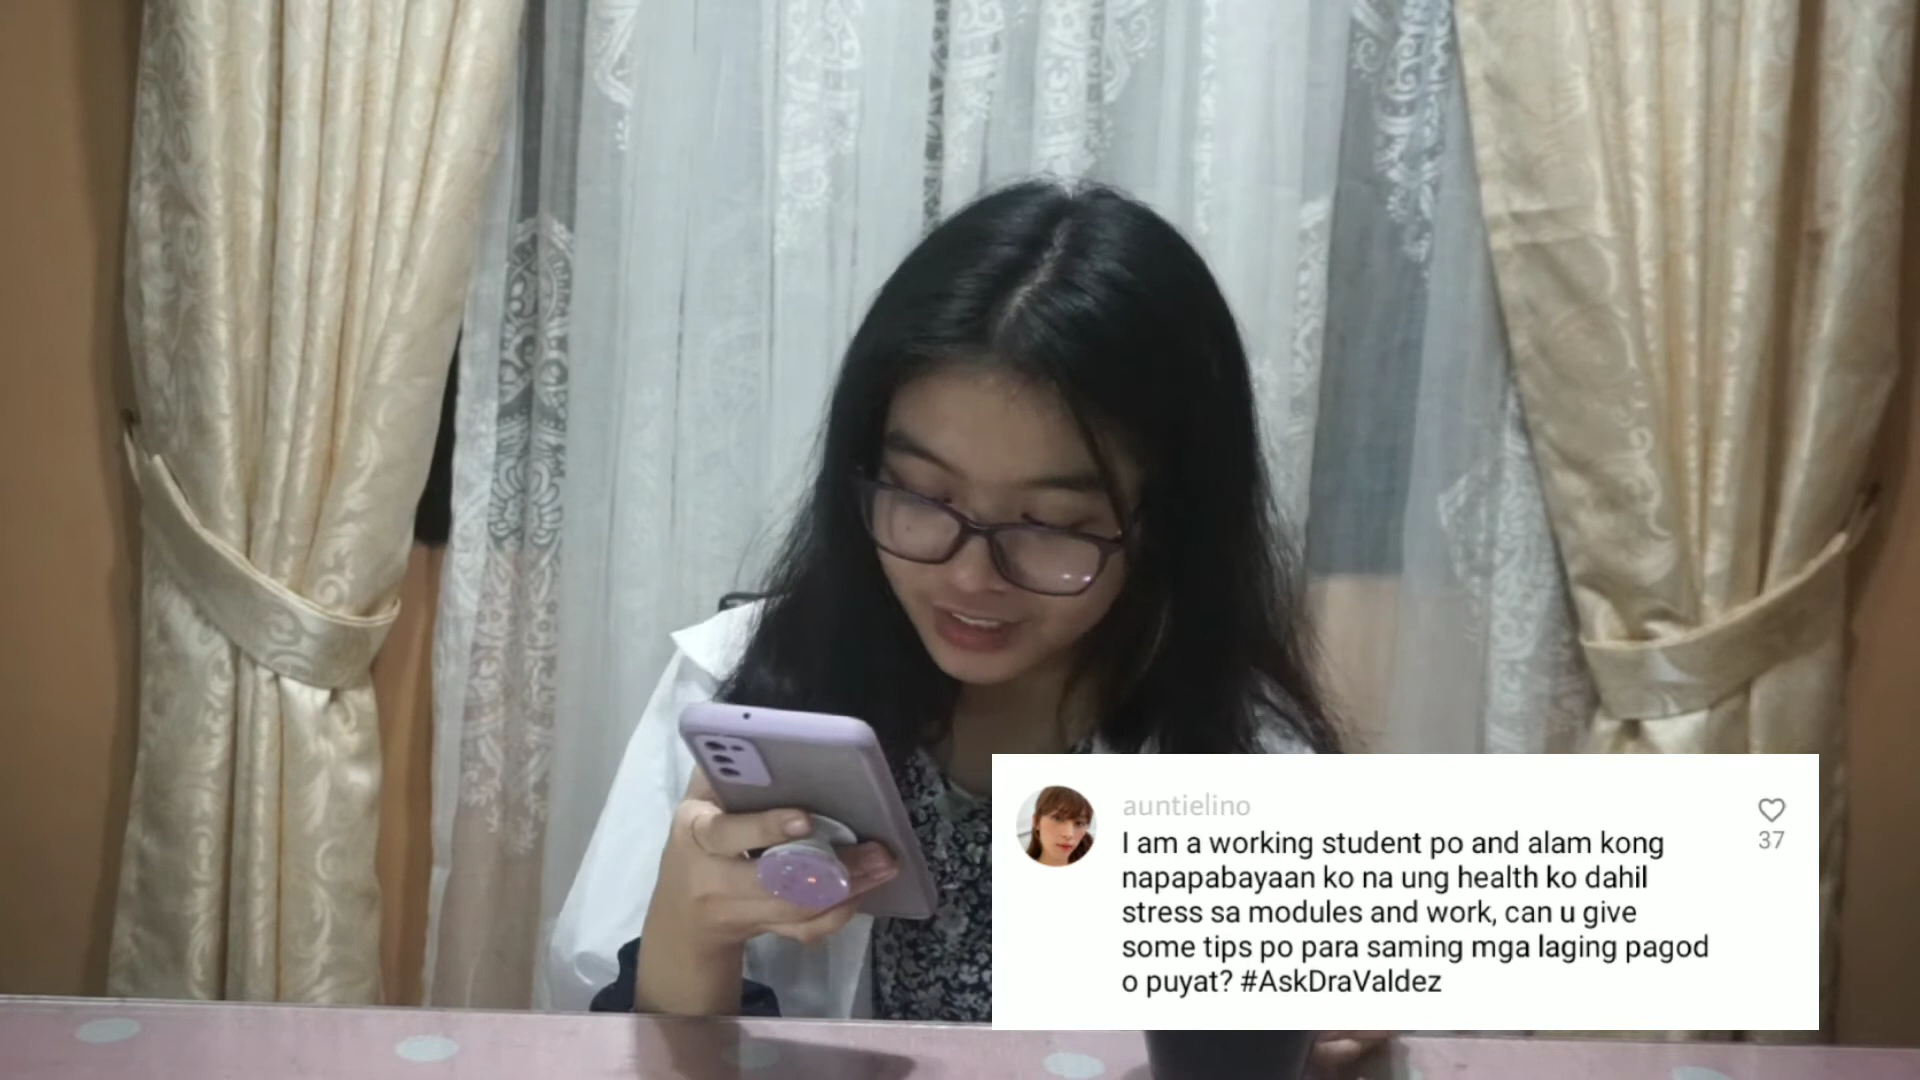 auntielino
I am a working student po and alam kong
napapabayaan ko na ung health ko dahil
stress sa modules and work, can u give
some tips po para saming mga laging pagod
o puyat? #AskDraValdez
37